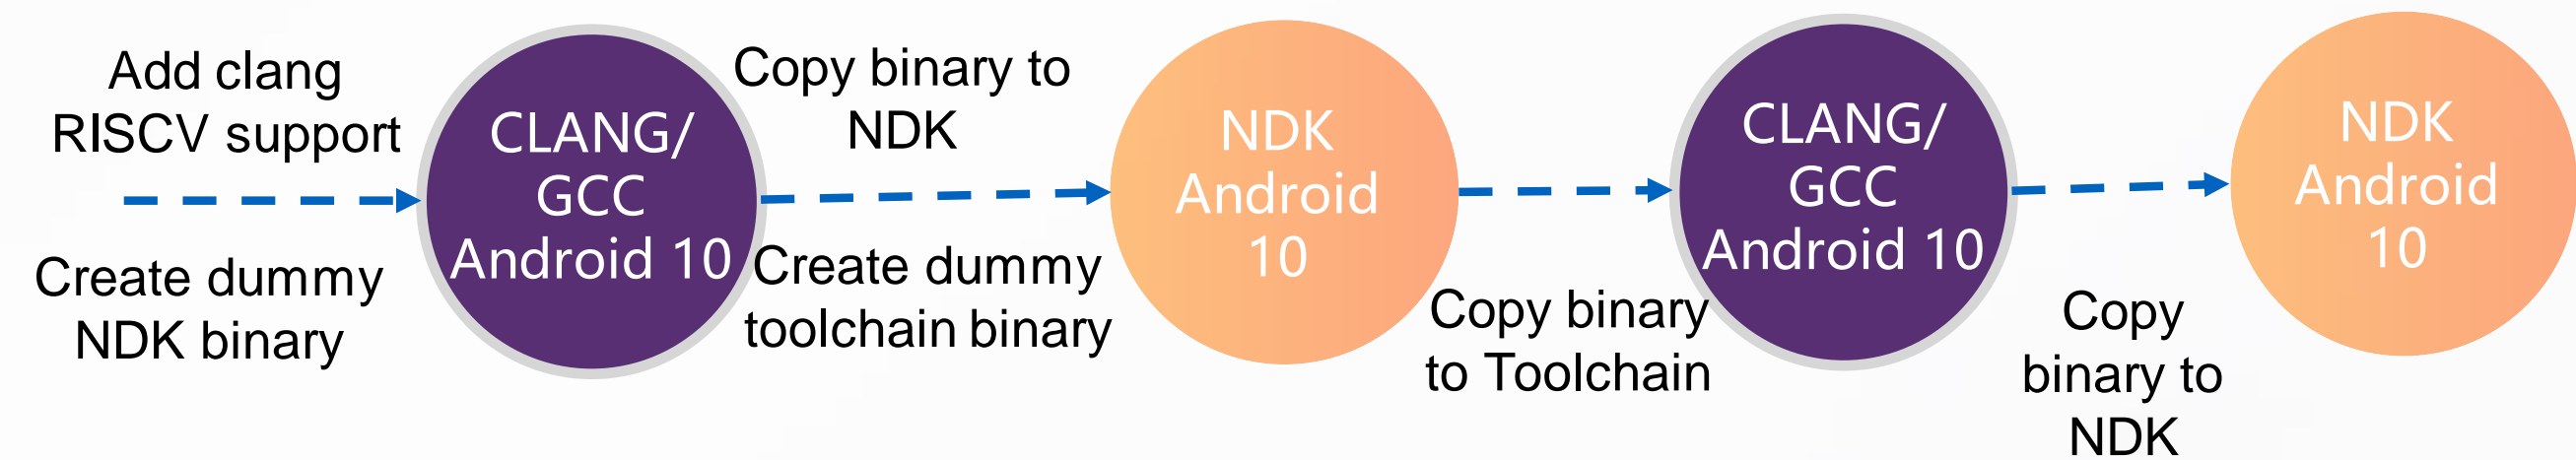 Add clang
RISCV support
Create dummy
NDK binary
CLANG/
GCC
Android 10
Copy binary to
NDK
Create dummy
toolchain binary
NDK
Android
10
Copy binary
to Toolchain
CLANG/
GCC
Android 10
Copy
binary to
NDK
NDK
Android
10